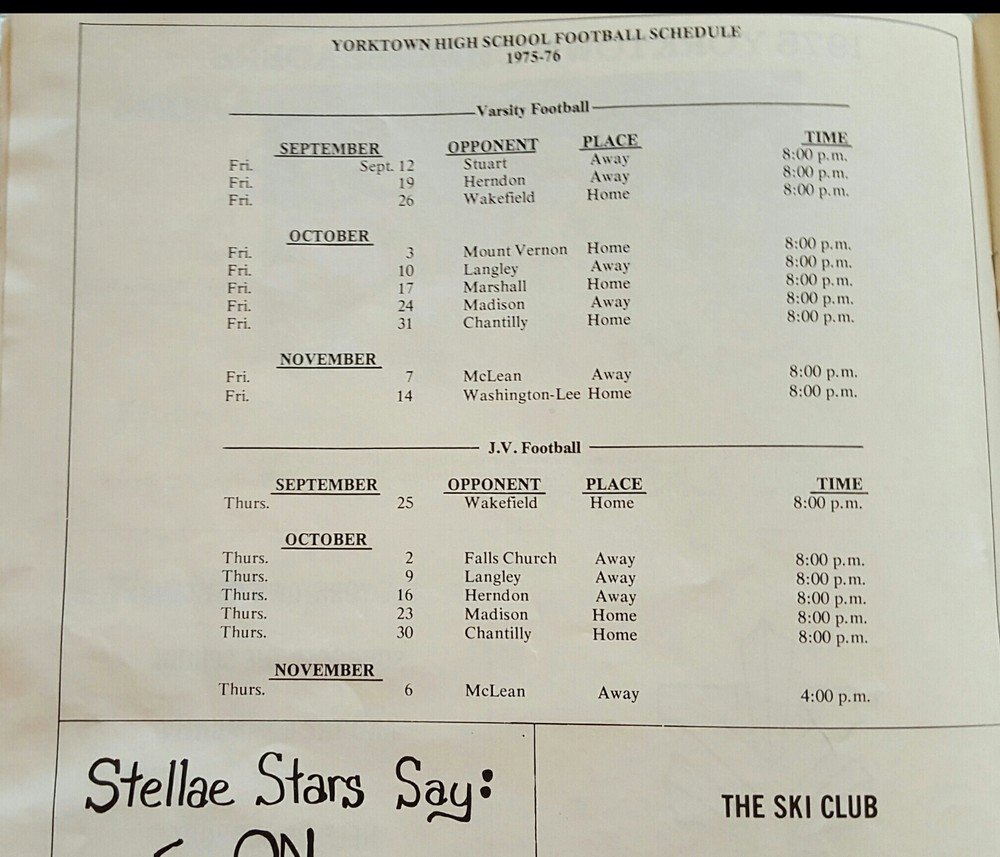 YORKTOWN HIGH SCHOOL FOOTBALL SCHEDULE
1975-76
Varsity Football
SEPTEMBER OPPONENT PLACE TIME
Fri. Sept. 12 Stuart Away 8:00 p.m.
Fri. 19 Herndon Away 8:00 p.m.
Fri. 26 Wakefield Home 8:00 p.m.
OCTOBER
Fri. 3 Mount Vernon Home 8:00 p.m.
Fri. 10 Langley Away 8:00 p.m.
Fri. 17 Marshall Home 8:00 p.m.
Fri. 24 Madison Away 8:00 p.m.
Fri. 31 Chantilly Home 8:00 p.m.
NOVEMBER
Fri. 7 McLean Away 8:00 p.m.
Fri. 14 Washington-Lee Home 8:00 p.m.
J.V. Football
SEPTEMBER OPPONENT PLACE TIME
Thurs. 25 Wakefield Home 8:00 p.m.
OCTOBER
Thurs. 2 Falls Church Away 8:00 p.m.
Thurs. 9 Langley Away 8:00 p.m.
Thurs. 16 Herndon Away 8:00 p.m.
Thurs. 23 Madison Home 8:00 p.m.
Thurs. 30 Chantilly Home 8:00 p.m.
NOVEMBER
Thurs. 6 McLean Away 4:00 p.m.
Stellae Stars Say:
ON
THE SKI CLUB